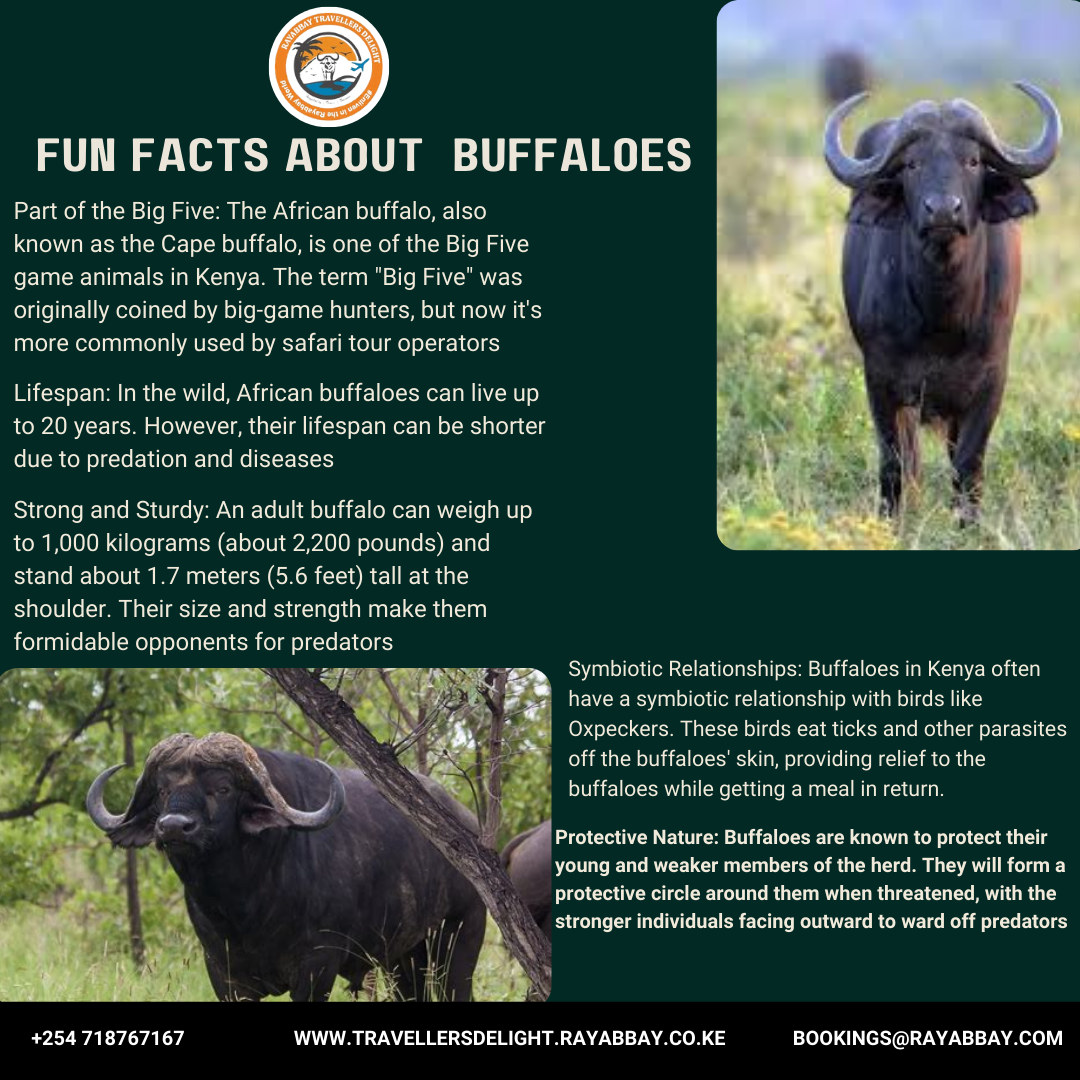 RAYABBAY TRAVELLERS DELIGHT
#Enliven in the Rayabbay World
FUN FACTS ABOUT BUFFALOES
Part of the Big Five: The African buffalo, also
known as the Cape buffalo, is one of the Big Five
game animals in Kenya. The term "Big Five" was
originally coined by big-game hunters, but now it's
more commonly used by safari tour operators
Lifespan: In the wild, African buffaloes can live up
to 20 years. However, their lifespan can be shorter
due to predation and diseases
Strong and Sturdy: An adult buffalo can weigh up
to 1,000 kilograms (about 2,200 pounds) and
stand about 1.7 meters (5.6 feet) tall at the
shoulder. Their size and strength make them
formidable opponents for predators
Symbiotic Relationships: Buffaloes in Kenya often
have a symbiotic relationship with birds like
Oxpeckers. These birds eat ticks and other parasites
off the buffaloes' skin, providing relief to the
buffaloes while getting a meal in return.
Protective Nature: Buffaloes are known to protect their
young and weaker members of the herd. They will form a
protective circle around them when threatened, with the
stronger individuals facing outward to ward off predators
+254 718767167
WWW.TRAVELLERSDELIGHT.RAYABBAY.CO.KE
BOOKINGS@RAYABBAY.COM